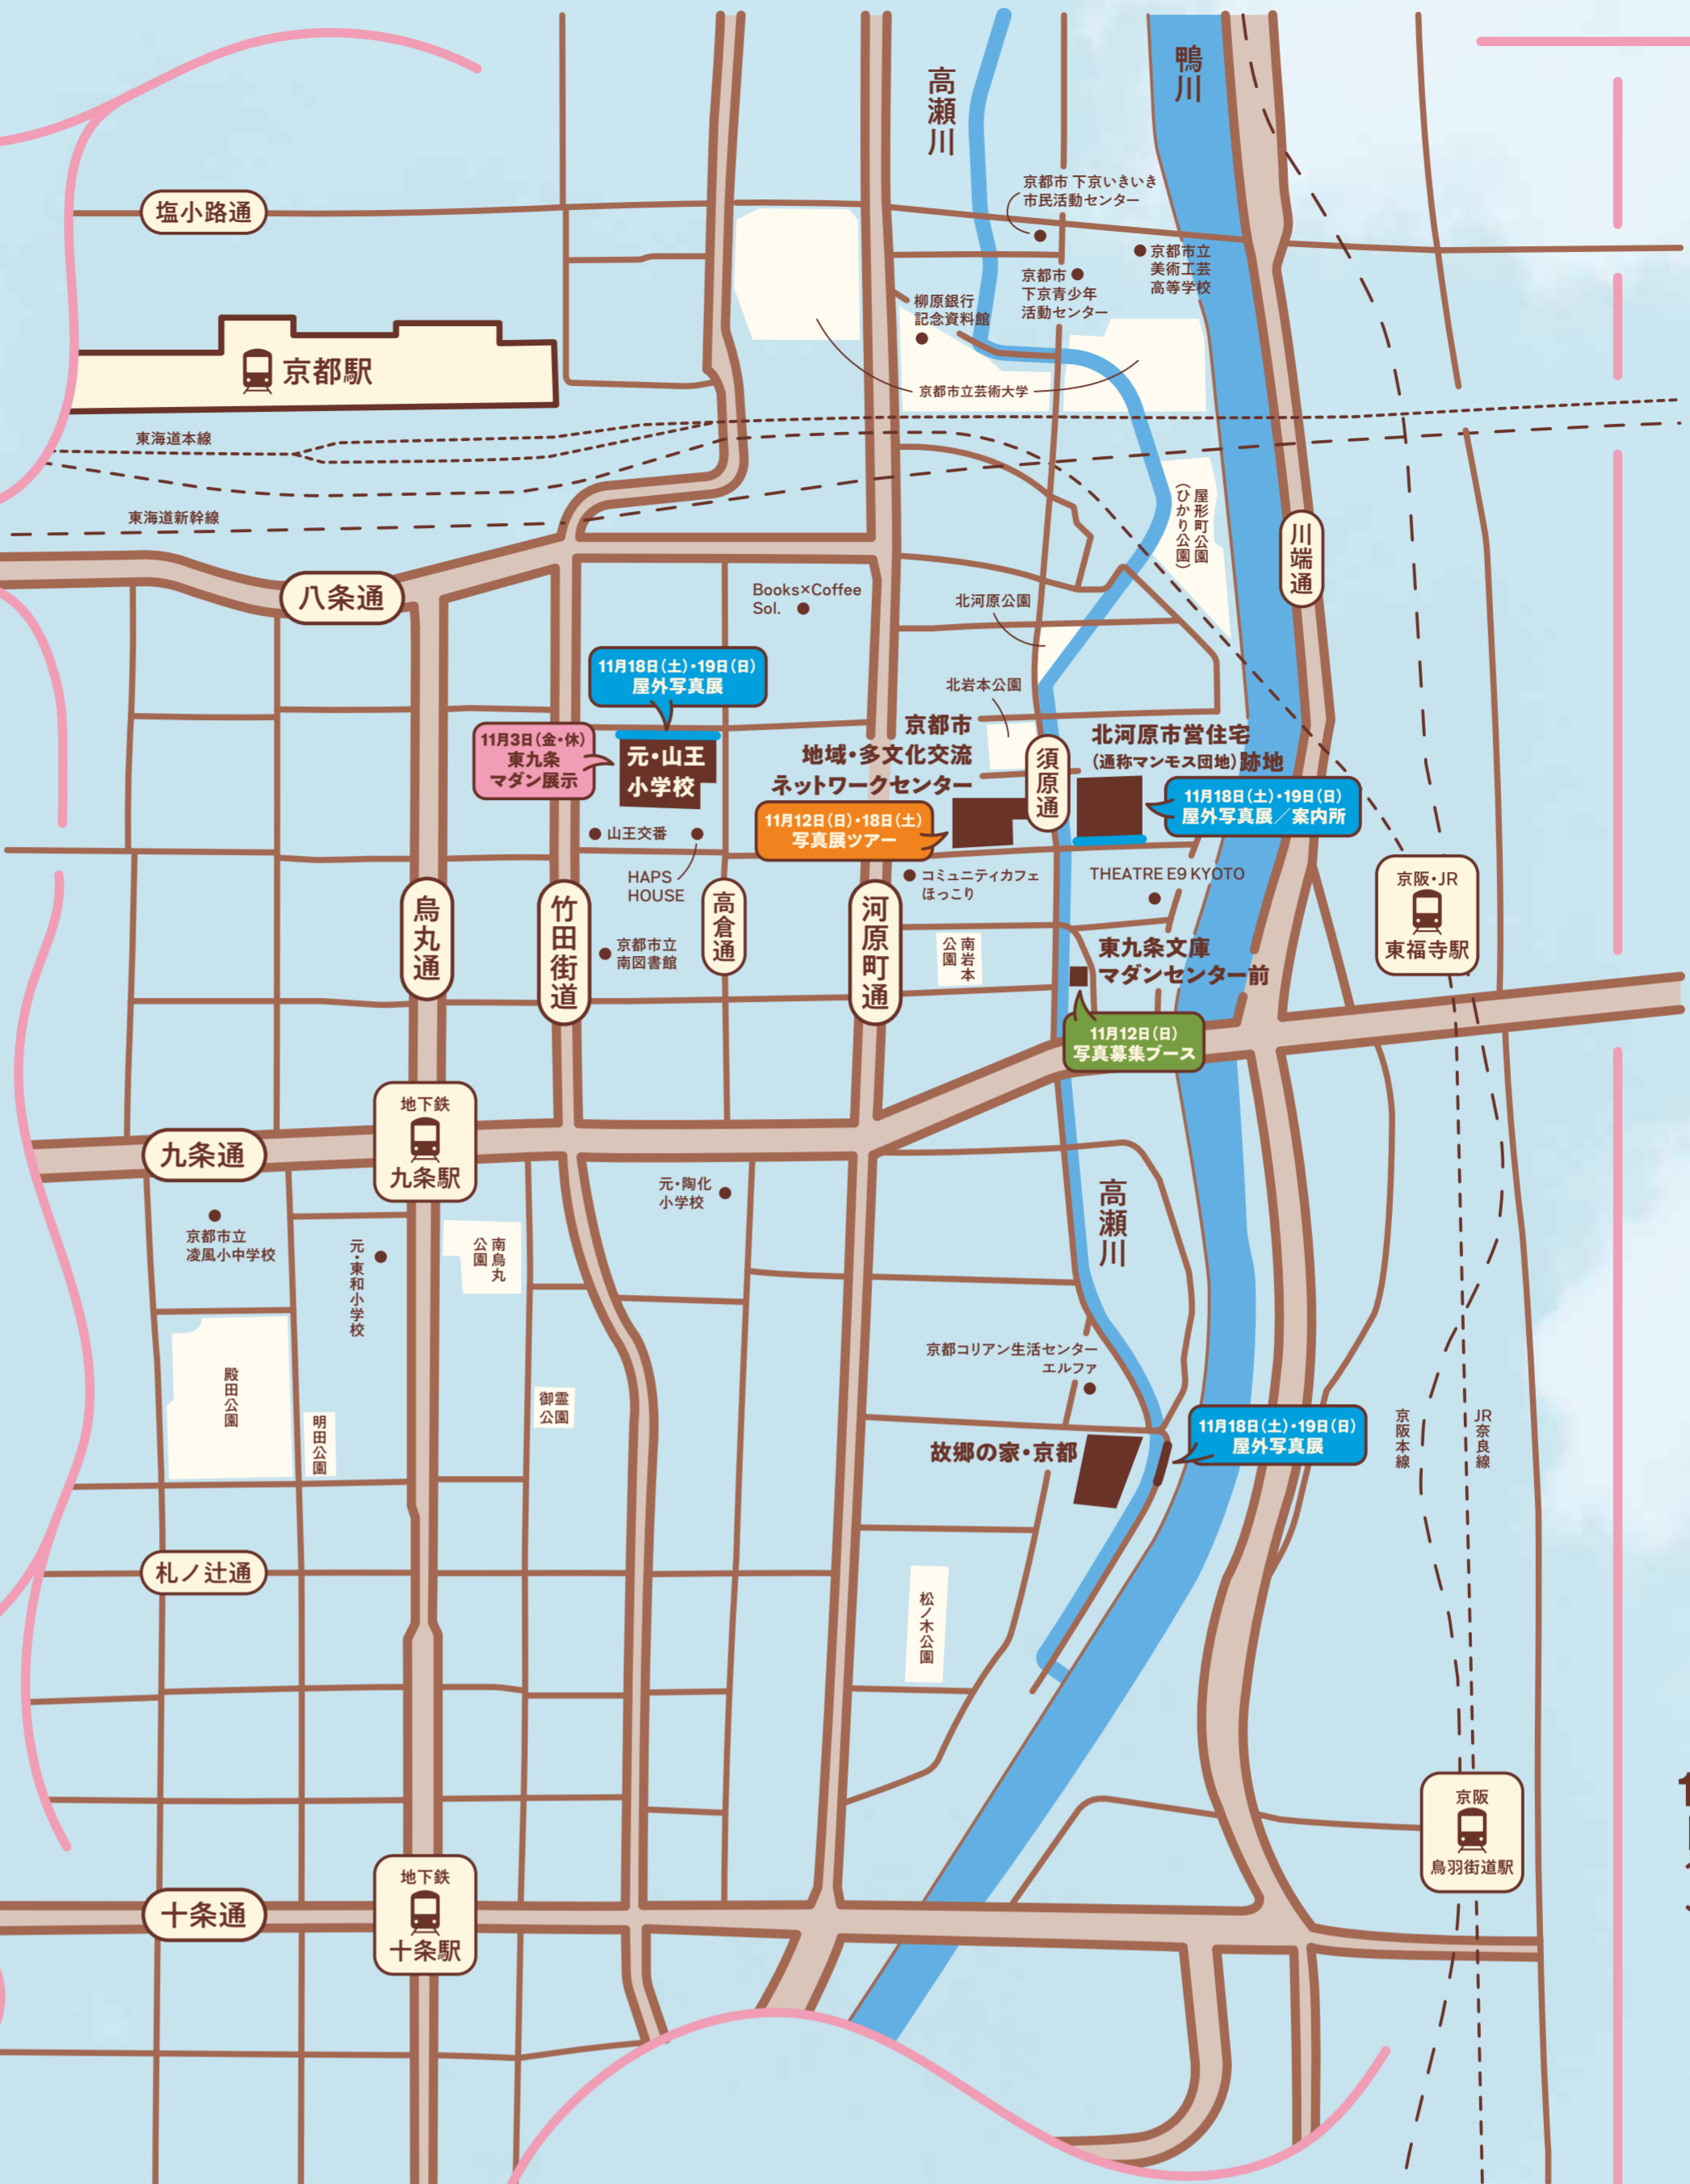 鴨川
高瀬川
京都市 下京いきいき
市民活動センター
塩小路通
京都市立
美術工芸
高等学校
京都市
下京青少年
活動センター
柳原銀行
記念資料館
京都駅
京都市立芸術大学
東海道本線
東海道新幹線
屋形町公園
（ひかり公園）
川端通
八条通
Books×Coffee
Sol.
北河原公園
11月18日（土）・19日（日）
屋外写真展
北岩本公園
11月3日（金・休）
東九条
マダン展示
元・山王
小学校
京都市
地域・多文化交流
ネットワークセンター
須原通
北河原市営住宅
（通称マンモス団地）跡地
11月18日（土）・19日（日）
屋外写真展／案内所
11月12日（日）・18日（土）
写真展ツアー
山王交番
HAPS
HOUSE
コミュニティカフェ
ほっこり
THEATRE E9 KYOTO
京阪・JR
東福寺駅
烏丸通
竹田街道
高倉通
河原町通
京都市立
南図書館
南岩本
公園
東九条文庫
マダンセンター前
11月12日（日）
写真募集ブース
地下鉄
九条駅
九条通
元・陶化
小学校
高瀬川
京都市立
凌風小中学校
元・東和小学校
南烏丸
公園
京都コリアン生活センター
エルファ
殿田公園
明田公園
御霊
公園
11月18日（土）・19日（日）
屋外写真展
京阪本線
JR奈良線
故郷の家・京都
札ノ辻通
松ノ木公園
京阪
鳥羽街道駅
地下鉄
十条駅
十条通